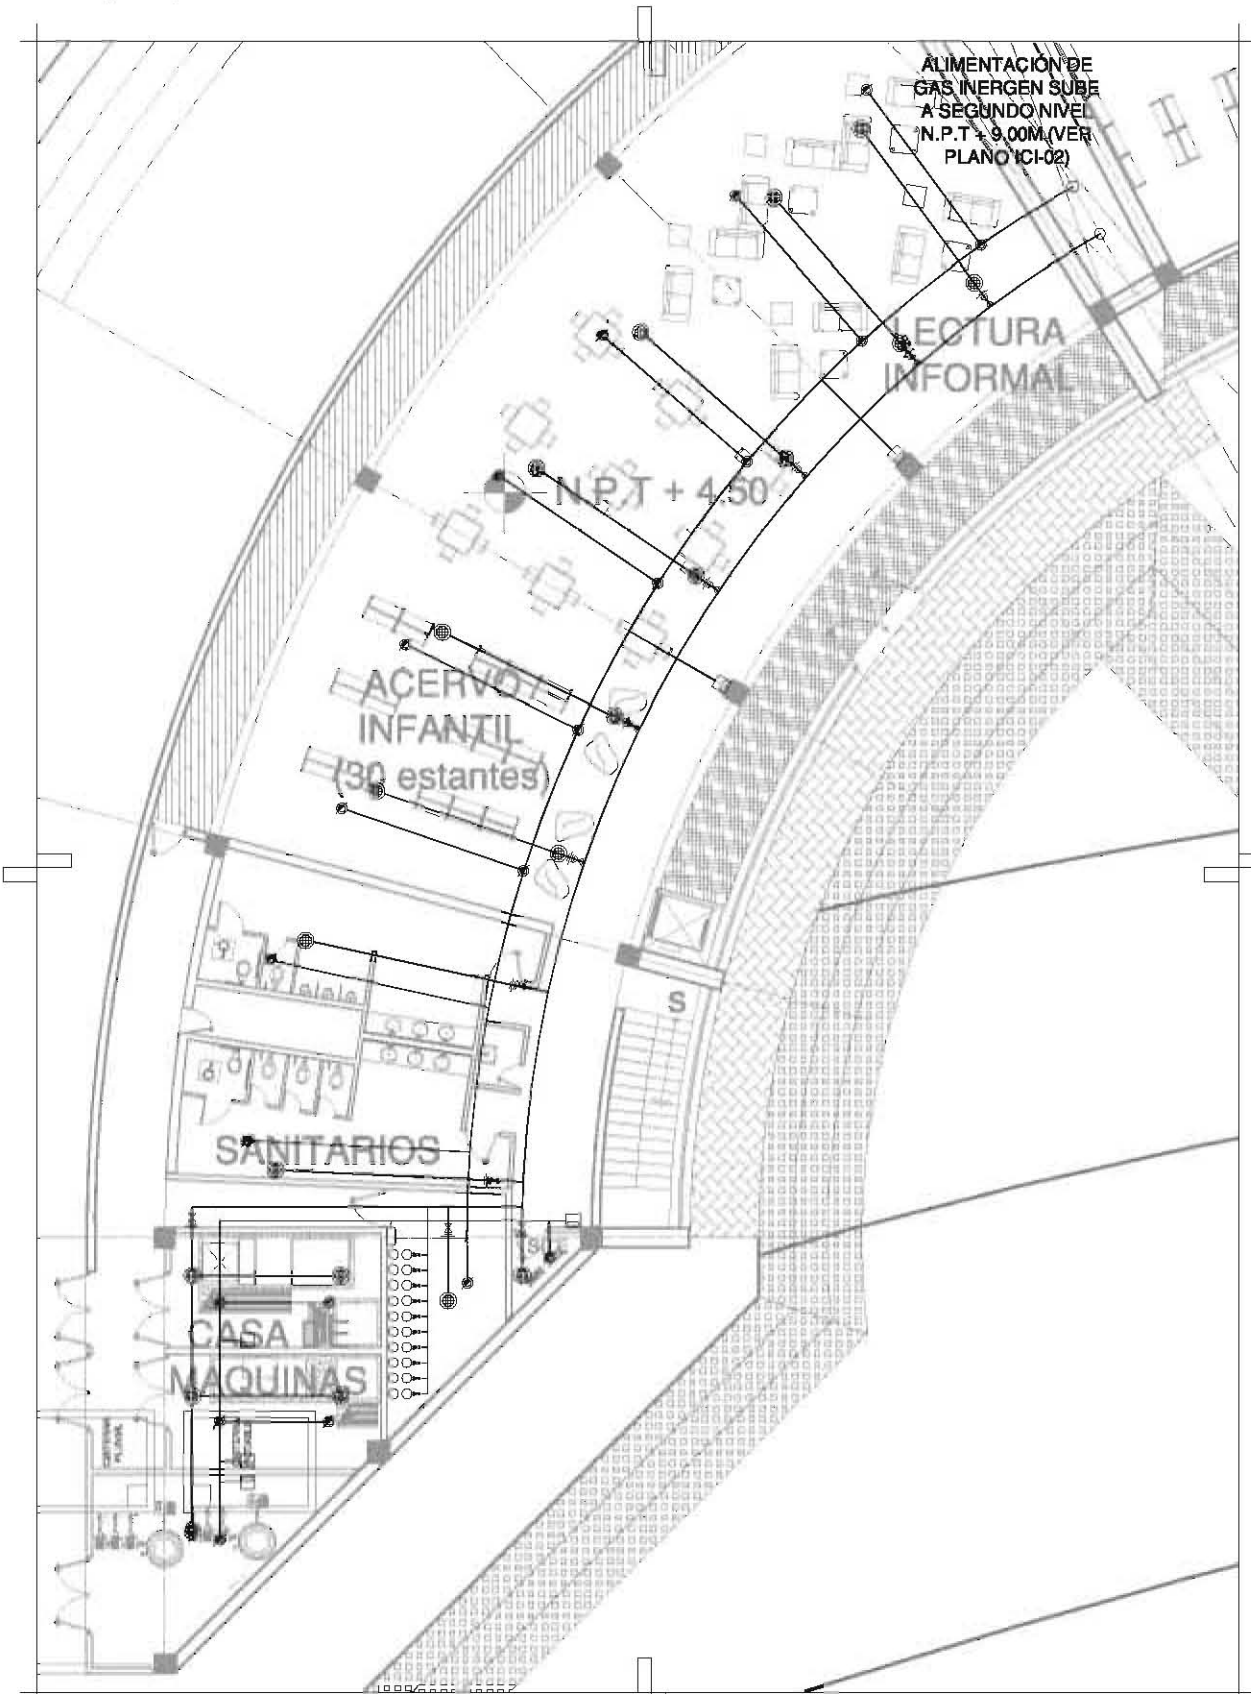 ALIMENTACIÓN DE
GAS INERGEN SUBE
A SEGUNDO NIVEL
N.P.T + 9.00M (VER
PLANO ICI-02)
LECTURA
INFORMAL
N.P.T + 4.50
ACERVO
INFANTIL
(30 estantes)
S
SANITARIOS
CASA DE
MAQUINAS